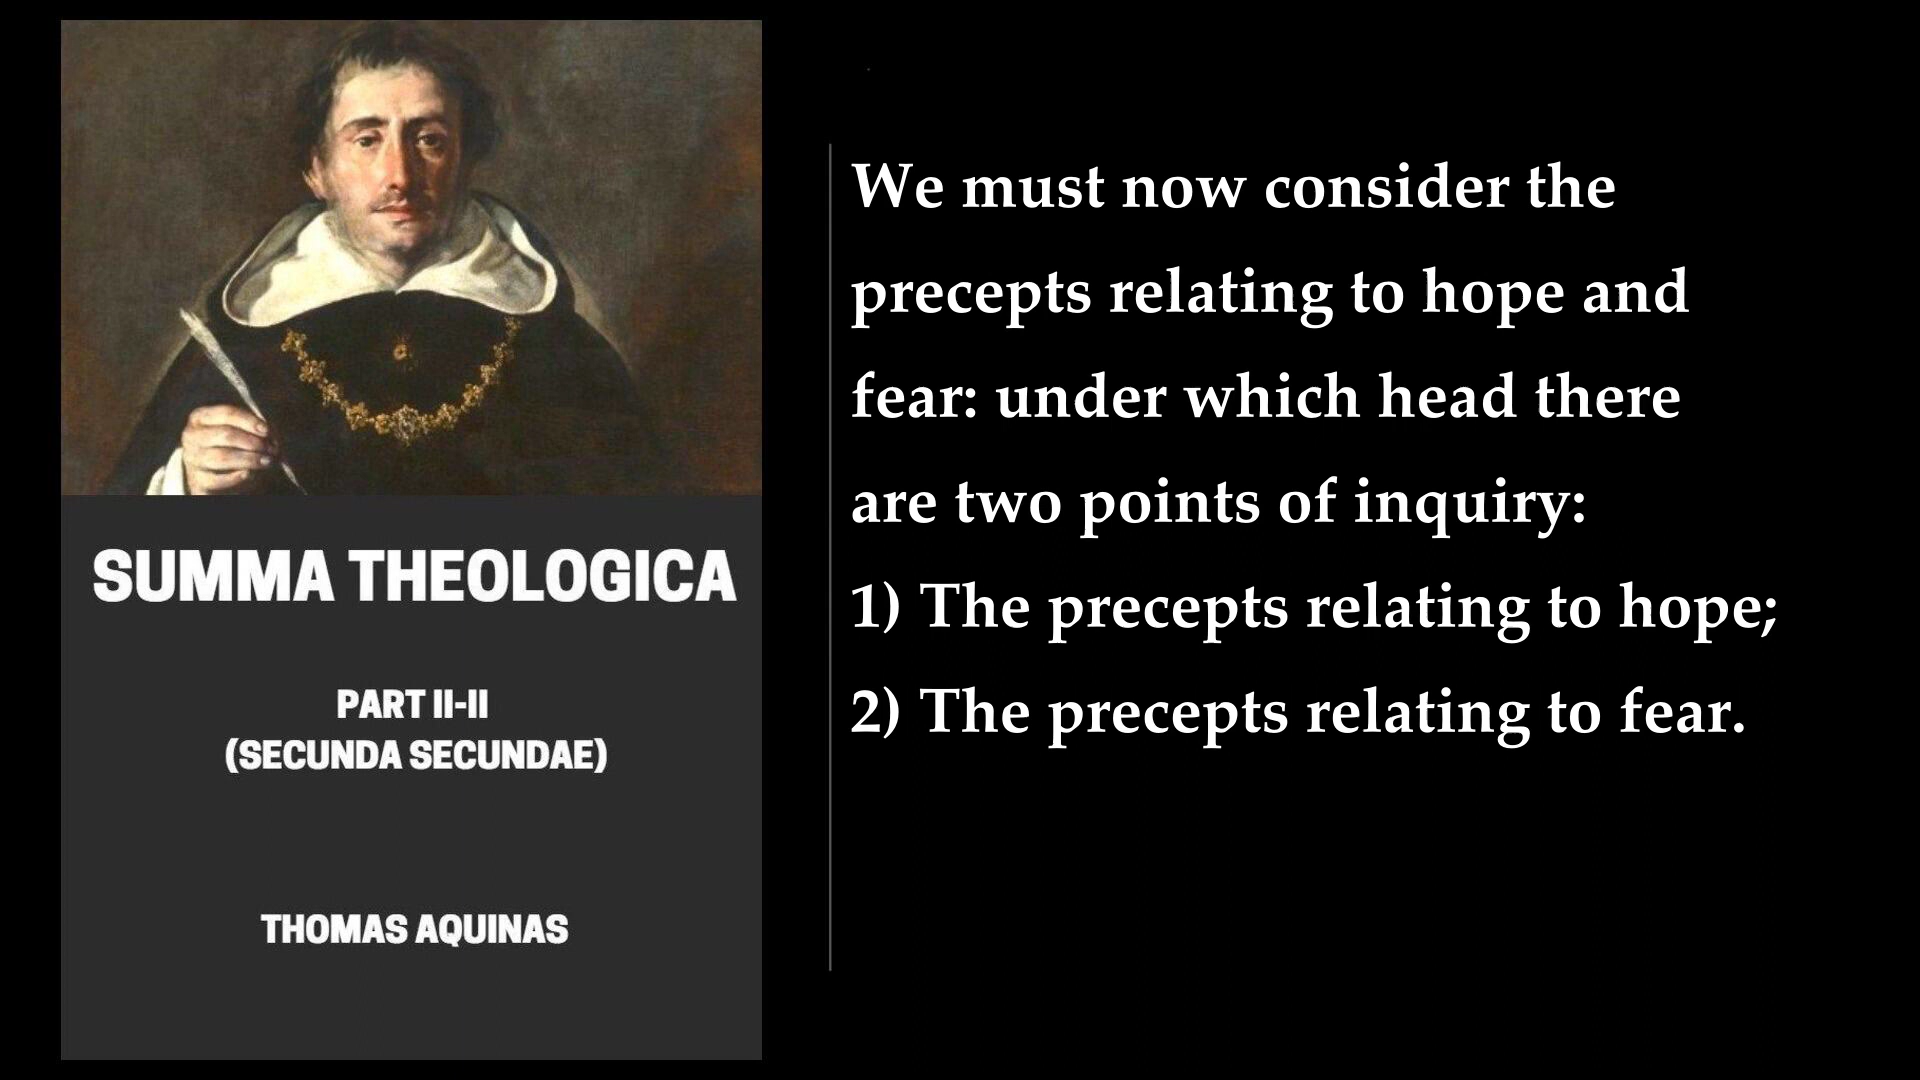 SUMMA THEOLOGICA
PART II-II
(SECUNDA SECUNDAE)
THOMAS AQUINAS
We must now consider the
precepts relating to hope and
fear: under which head there
are two points of inquiry:
1) The precepts relating to hope;
2) The precepts relating to fear.